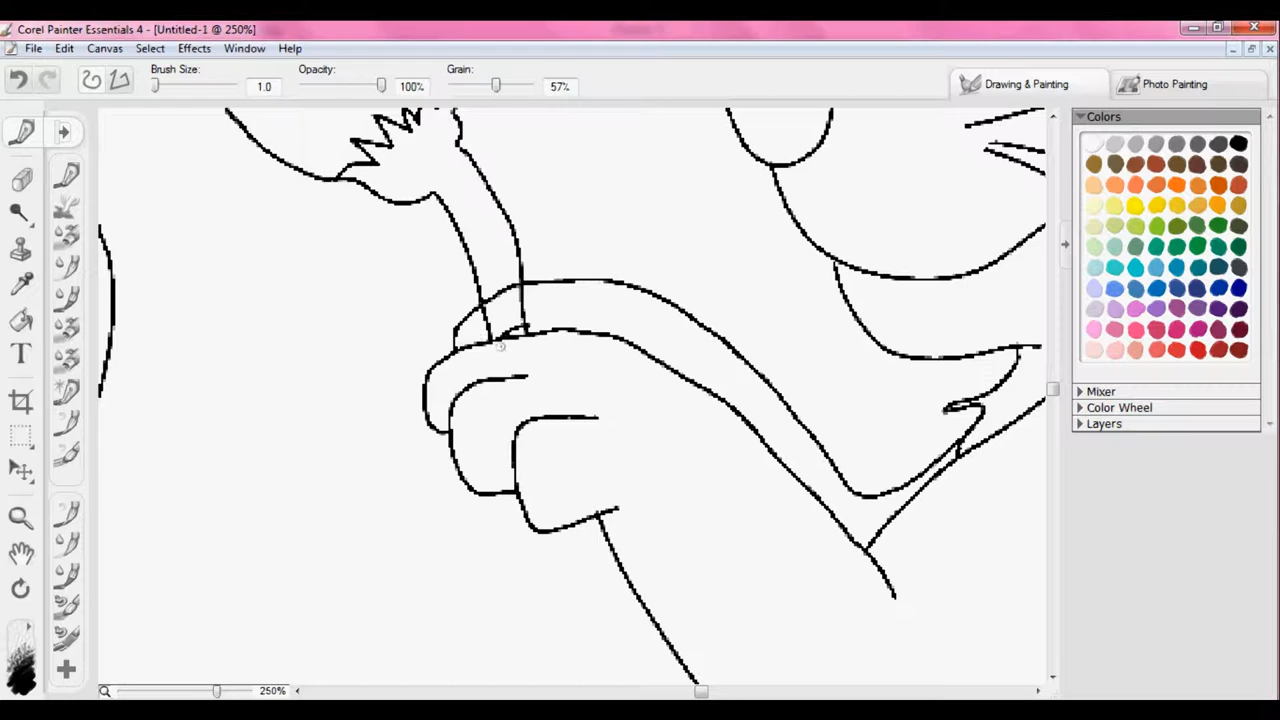 Corel Painter Essentials 4 - [Untitled-1 @ 250%]
File Edit Canvas Select Effects Window Help
Brush Size: 1.0 Opacity: 100% Grain: 57%
Drawing & Painting Photo Painting
Colors
Mixer
Color Wheel
Layers
T
250%